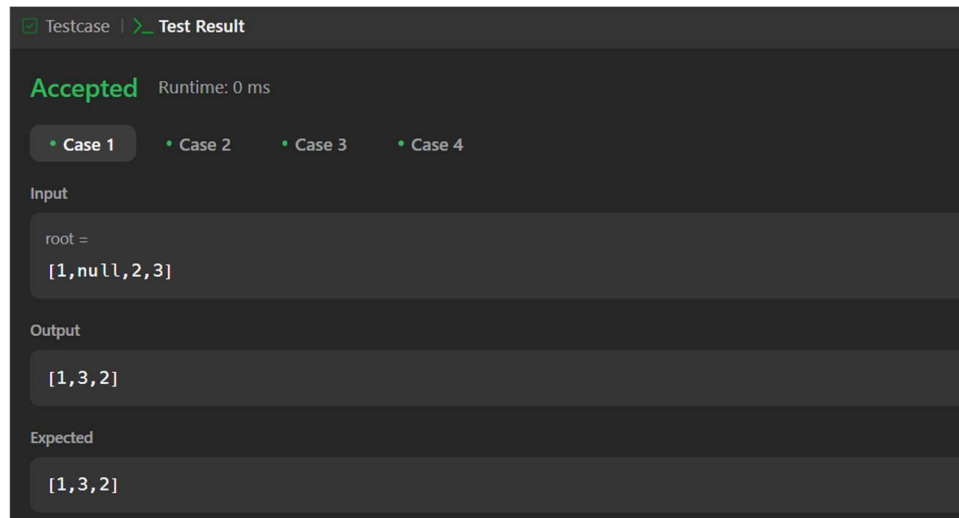 Testcase | >_ Test Result
Accepted Runtime: 0 ms
• Case 1 • Case 2 • Case 3 • Case 4
Input
root =
[1,null,2,3]
Output
[1,3,2]
Expected
[1,3,2]